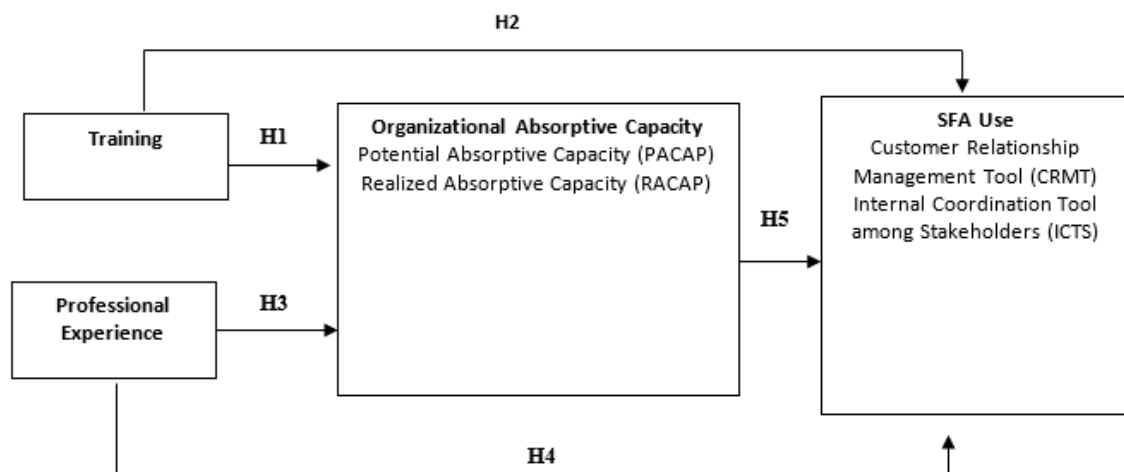 H2
Training
H1
Organizational Absorptive Capacity
Potential Absorptive Capacity (PACAP)
Realized Absorptive Capacity (RACAP)
SFA Use
Customer Relationship
Management Tool (CRMT)
Internal Coordination Tool
among Stakeholders (ICTS)
H5
Professional
Experience
H3
H4